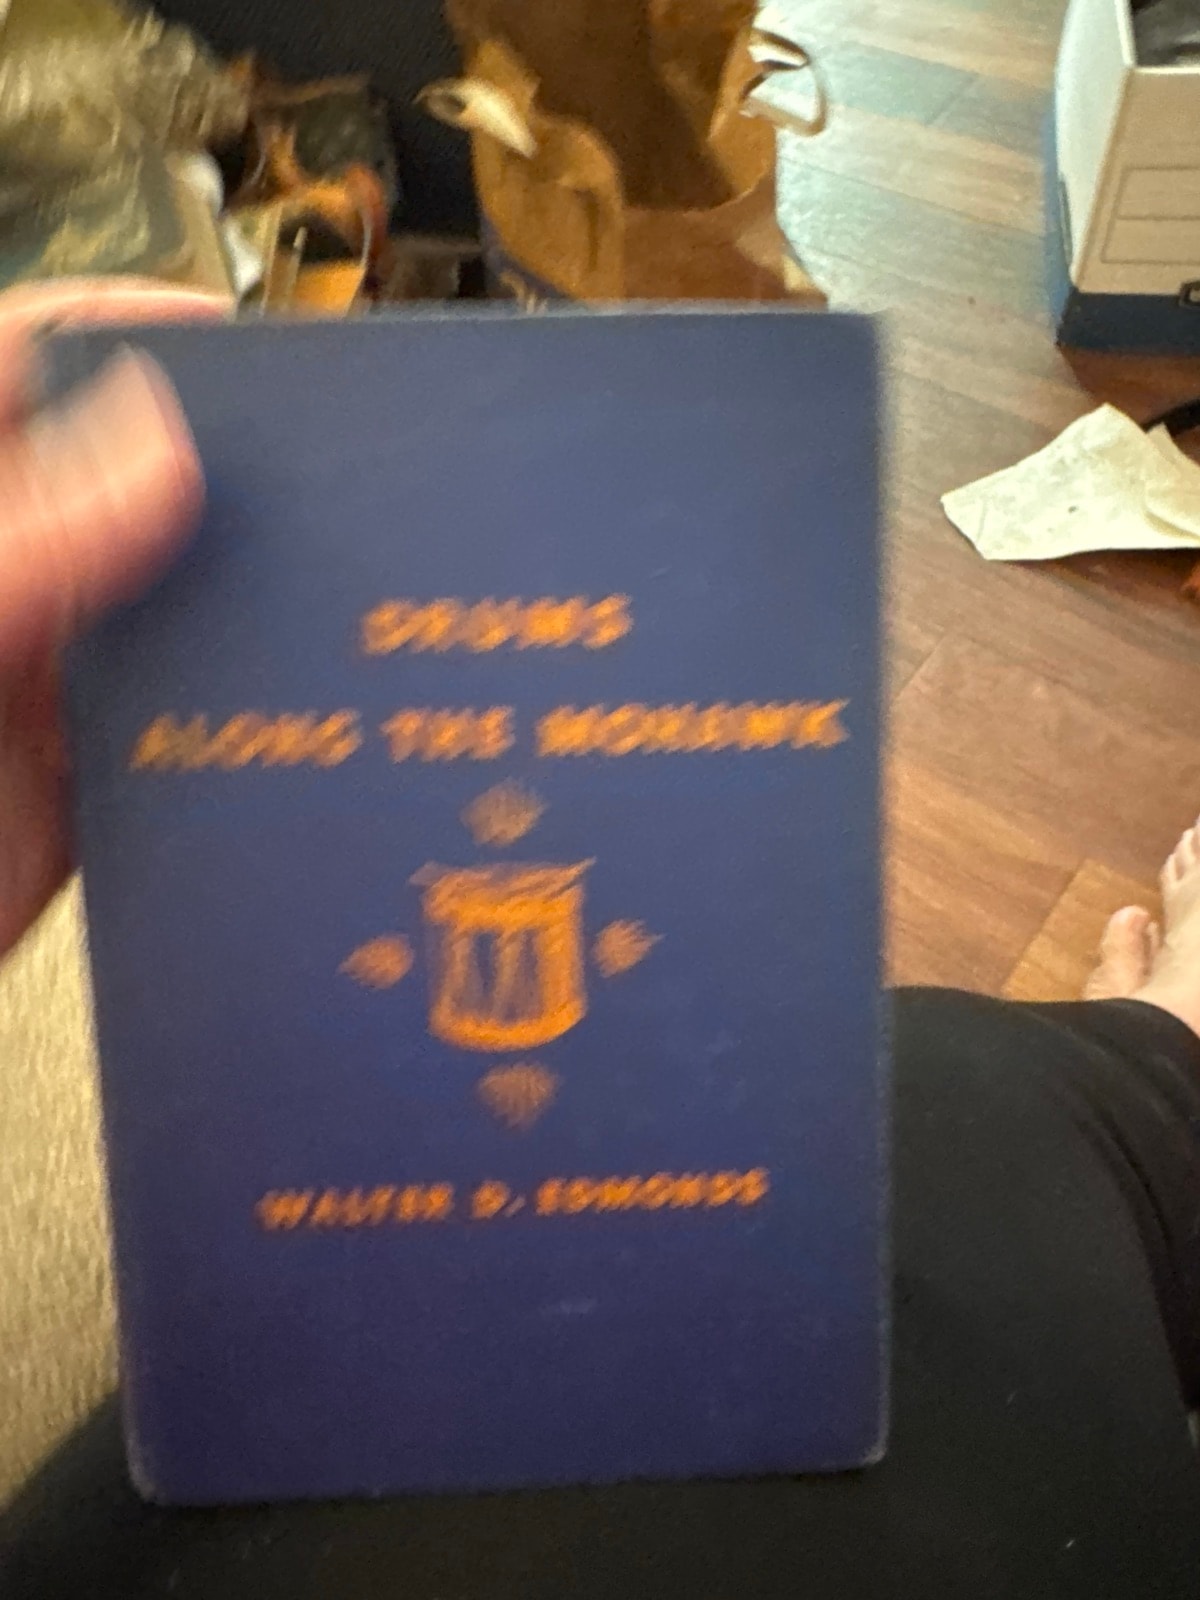 DRUMS
ALONG THE MOHAWK
WALTER D. EDMONDS